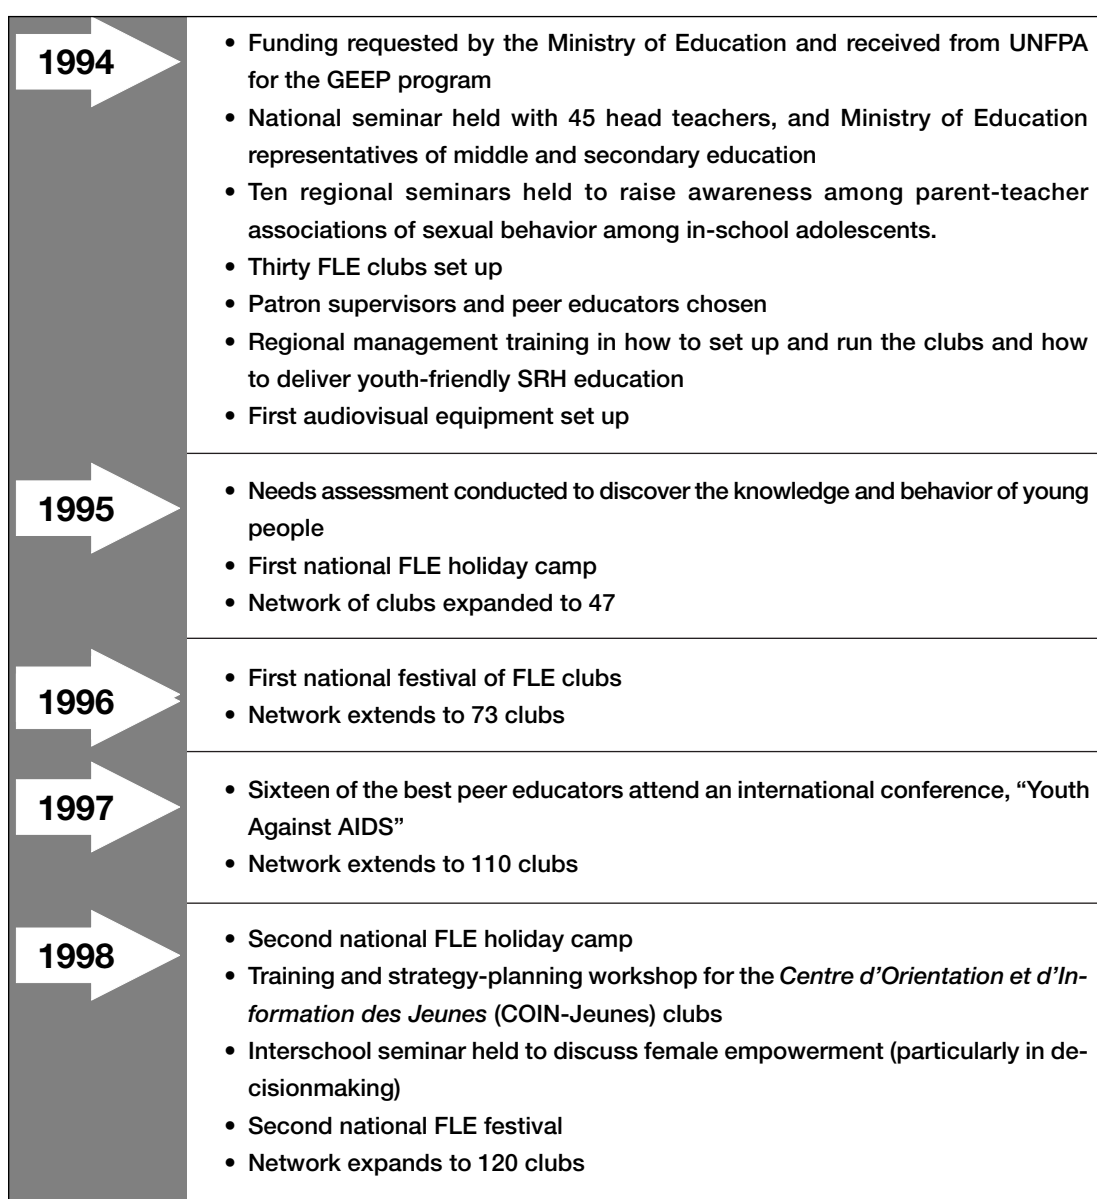 1994
• Funding requested by the Ministry of Education and received from UNFPA
for the GEEP program
• National seminar held with 45 head teachers, and Ministry of Education
representatives of middle and secondary education
• Ten regional seminars held to raise awareness among parent-teacher
associations of sexual behavior among in-school adolescents.
• Thirty FLE clubs set up
• Patron supervisors and peer educators chosen
• Regional management training in how to set up and run the clubs and how
to deliver youth-friendly SRH education
• First audiovisual equipment set up
1995
• Needs assessment conducted to discover the knowledge and behavior of young
people
• First national FLE holiday camp
• Network of clubs expanded to 47
1996
• First national festival of FLE clubs
• Network extends to 73 clubs
1997
• Sixteen of the best peer educators attend an international conference, “Youth
Against AIDS”
• Network extends to 110 clubs
1998
• Second national FLE holiday camp
• Training and strategy-planning workshop for the Centre d’Orientation et d’In-
formation des Jeunes (COIN-Jeunes) clubs
• Interschool seminar held to discuss female empowerment (particularly in de-
cisionmaking)
• Second national FLE festival
• Network expands to 120 clubs